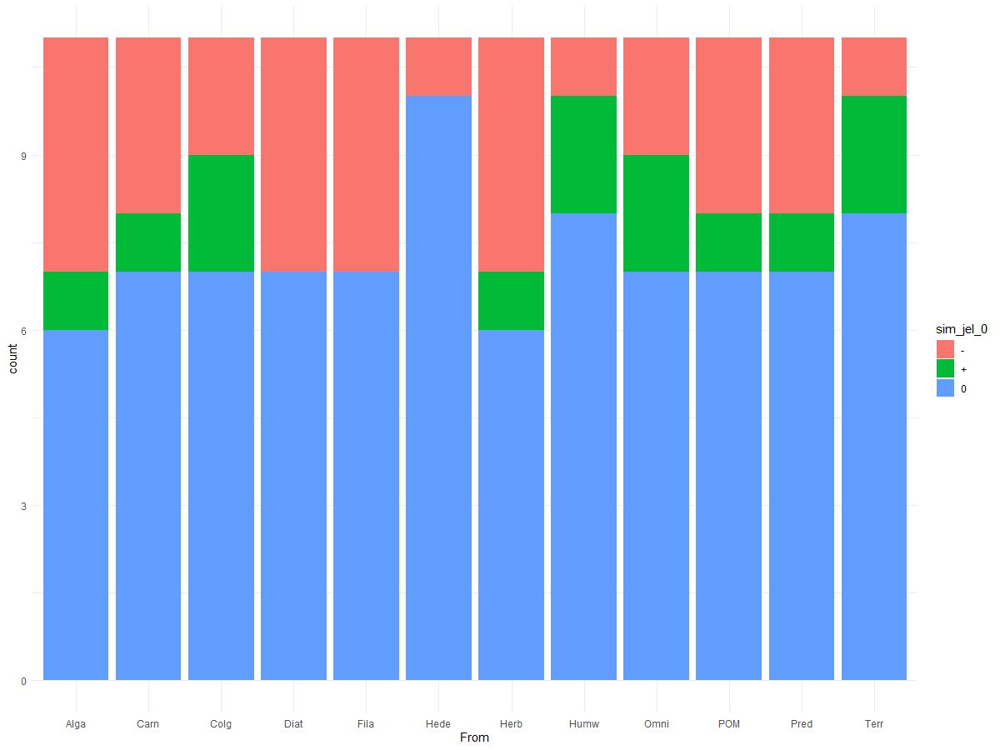 count
9
6
3
0
Alga Carn Colg Diat Fila Hede Herb Humw Omni POM Pred Terr
From
sim_jel_0
-
+
0